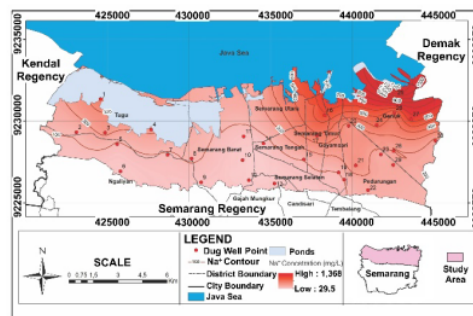 425000 430000 435000 440000 445000
9235000
9230000
9225000
9235000
9230000
9225000
Kendal
Regency
Java Sea
Demak
Regency
Tugu
Semarang Utara
Genuk
Semarang Timur
Semarang Barat
Semarang Tengah
Gayamsari
Ngaliyan
Semarang Selatan
Pedurungan
Gajah Mungkur
Candisari
Tembalang
Semarang Regency
425000 430000 435000 440000 445000
N
SCALE
0 0.75 1.5 3 4.5 6
Km
LEGEND
Dug Well Point
Na+ Contour
District Boundary
City Boundary
Java Sea
Ponds
Na+ Concentration (mg/L)
High : 1,368
Low : 29.5
Semarang
Study
Area